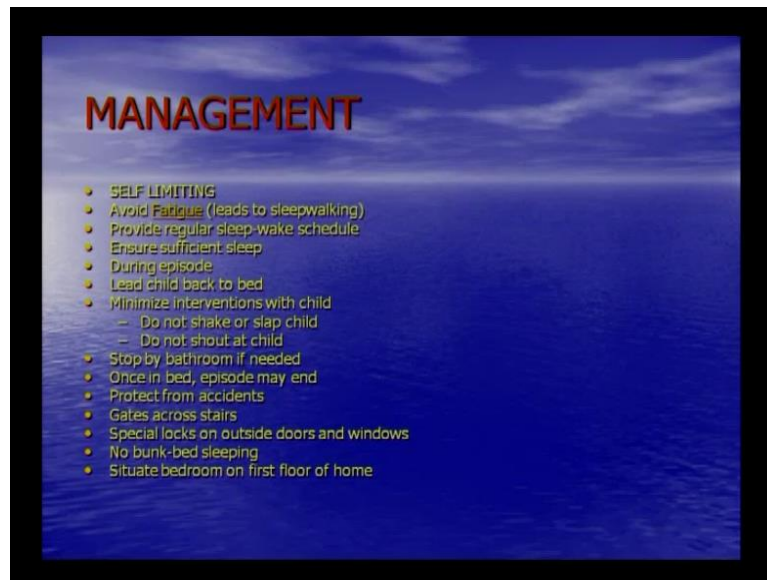 MANAGEMENT
• SELF LIMITING
• Avoid Fatigue (leads to sleepwalking)
• Provide regular sleep-wake schedule
• Ensure sufficient sleep
• During episode
• Lead child back to bed
• Minimize interventions with child
– Do not shake or slap child
– Do not shout at child
• Stop by bathroom if needed
• Once in bed, episode may end
• Protect from accidents
• Gates across stairs
• Special locks on outside doors and windows
• No bunk-bed sleeping
• Situate bedroom on first floor of home